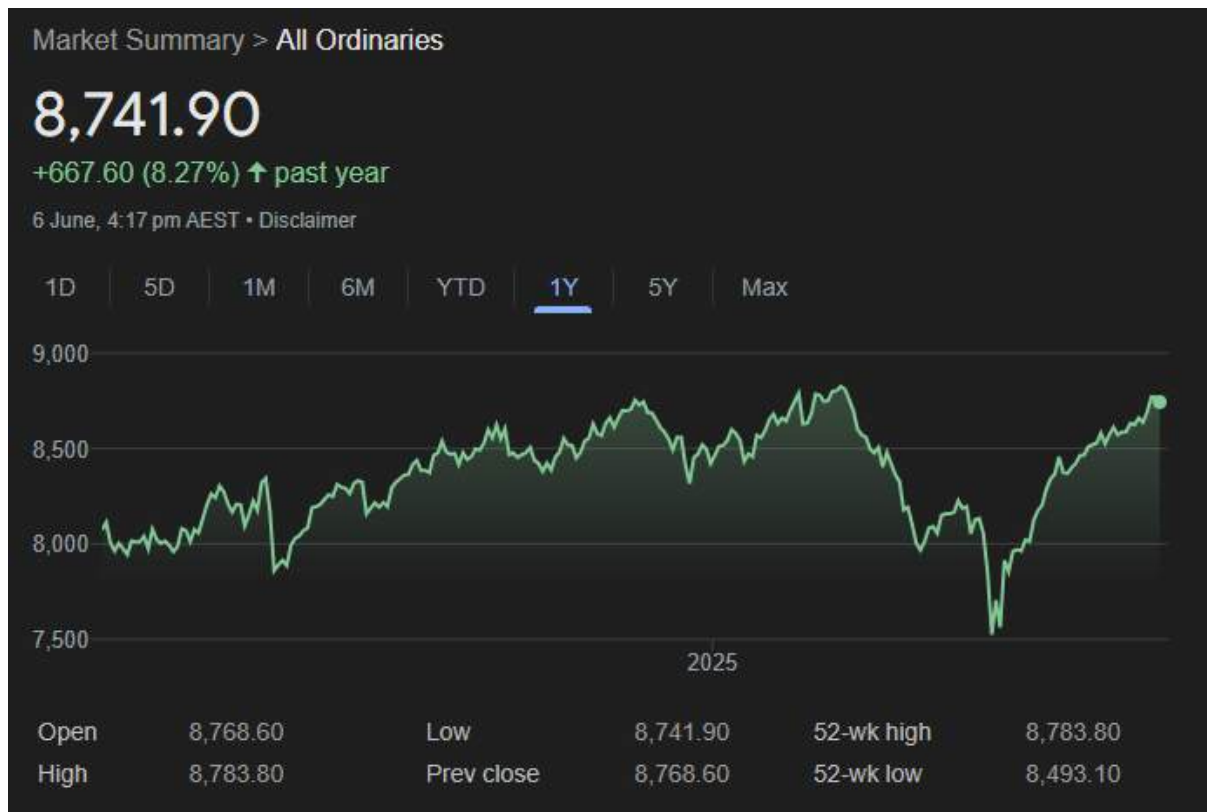 Market Summary > All Ordinaries
8,741.90
+667.60 (8.27%) ↑ past year
6 June, 4:17 pm AEST • Disclaimer
1D 5D 1M 6M YTD 1Y 5Y Max
9,000
8,500
8,000
7,500
2025
Open 8,768.60 Low 8,741.90 52-wk high 8,783.80
High 8,783.80 Prev close 8,768.60 52-wk low 8,493.10